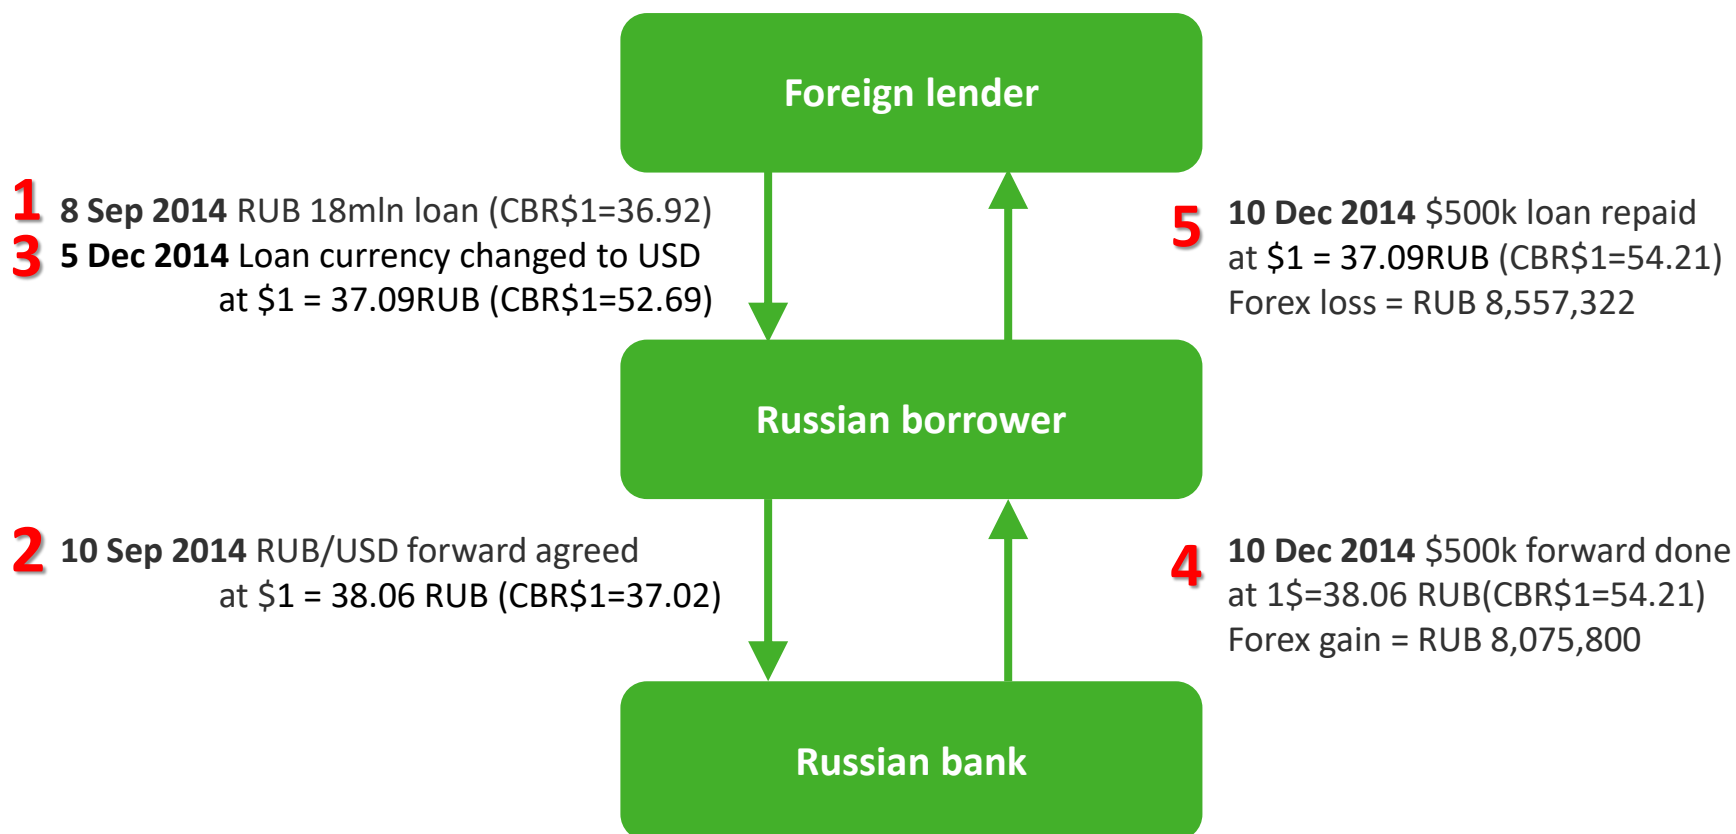 Foreign lender
1 8 Sep 2014 RUB 18mln loan (CBR$1=36.92)
3 5 Dec 2014 Loan currency changed to USD
at $1 = 37.09RUB (CBR$1=52.69)
5 10 Dec 2014 $500k loan repaid
at $1 = 37.09RUB (CBR$1=54.21)
Forex loss = RUB 8,557,322
Russian borrower
2 10 Sep 2014 RUB/USD forward agreed
at $1 = 38.06 RUB (CBR$1=37.02)
4 10 Dec 2014 $500k forward done
at 1$=38.06 RUB(CBR$1=54.21)
Forex gain = RUB 8,075,800
Russian bank